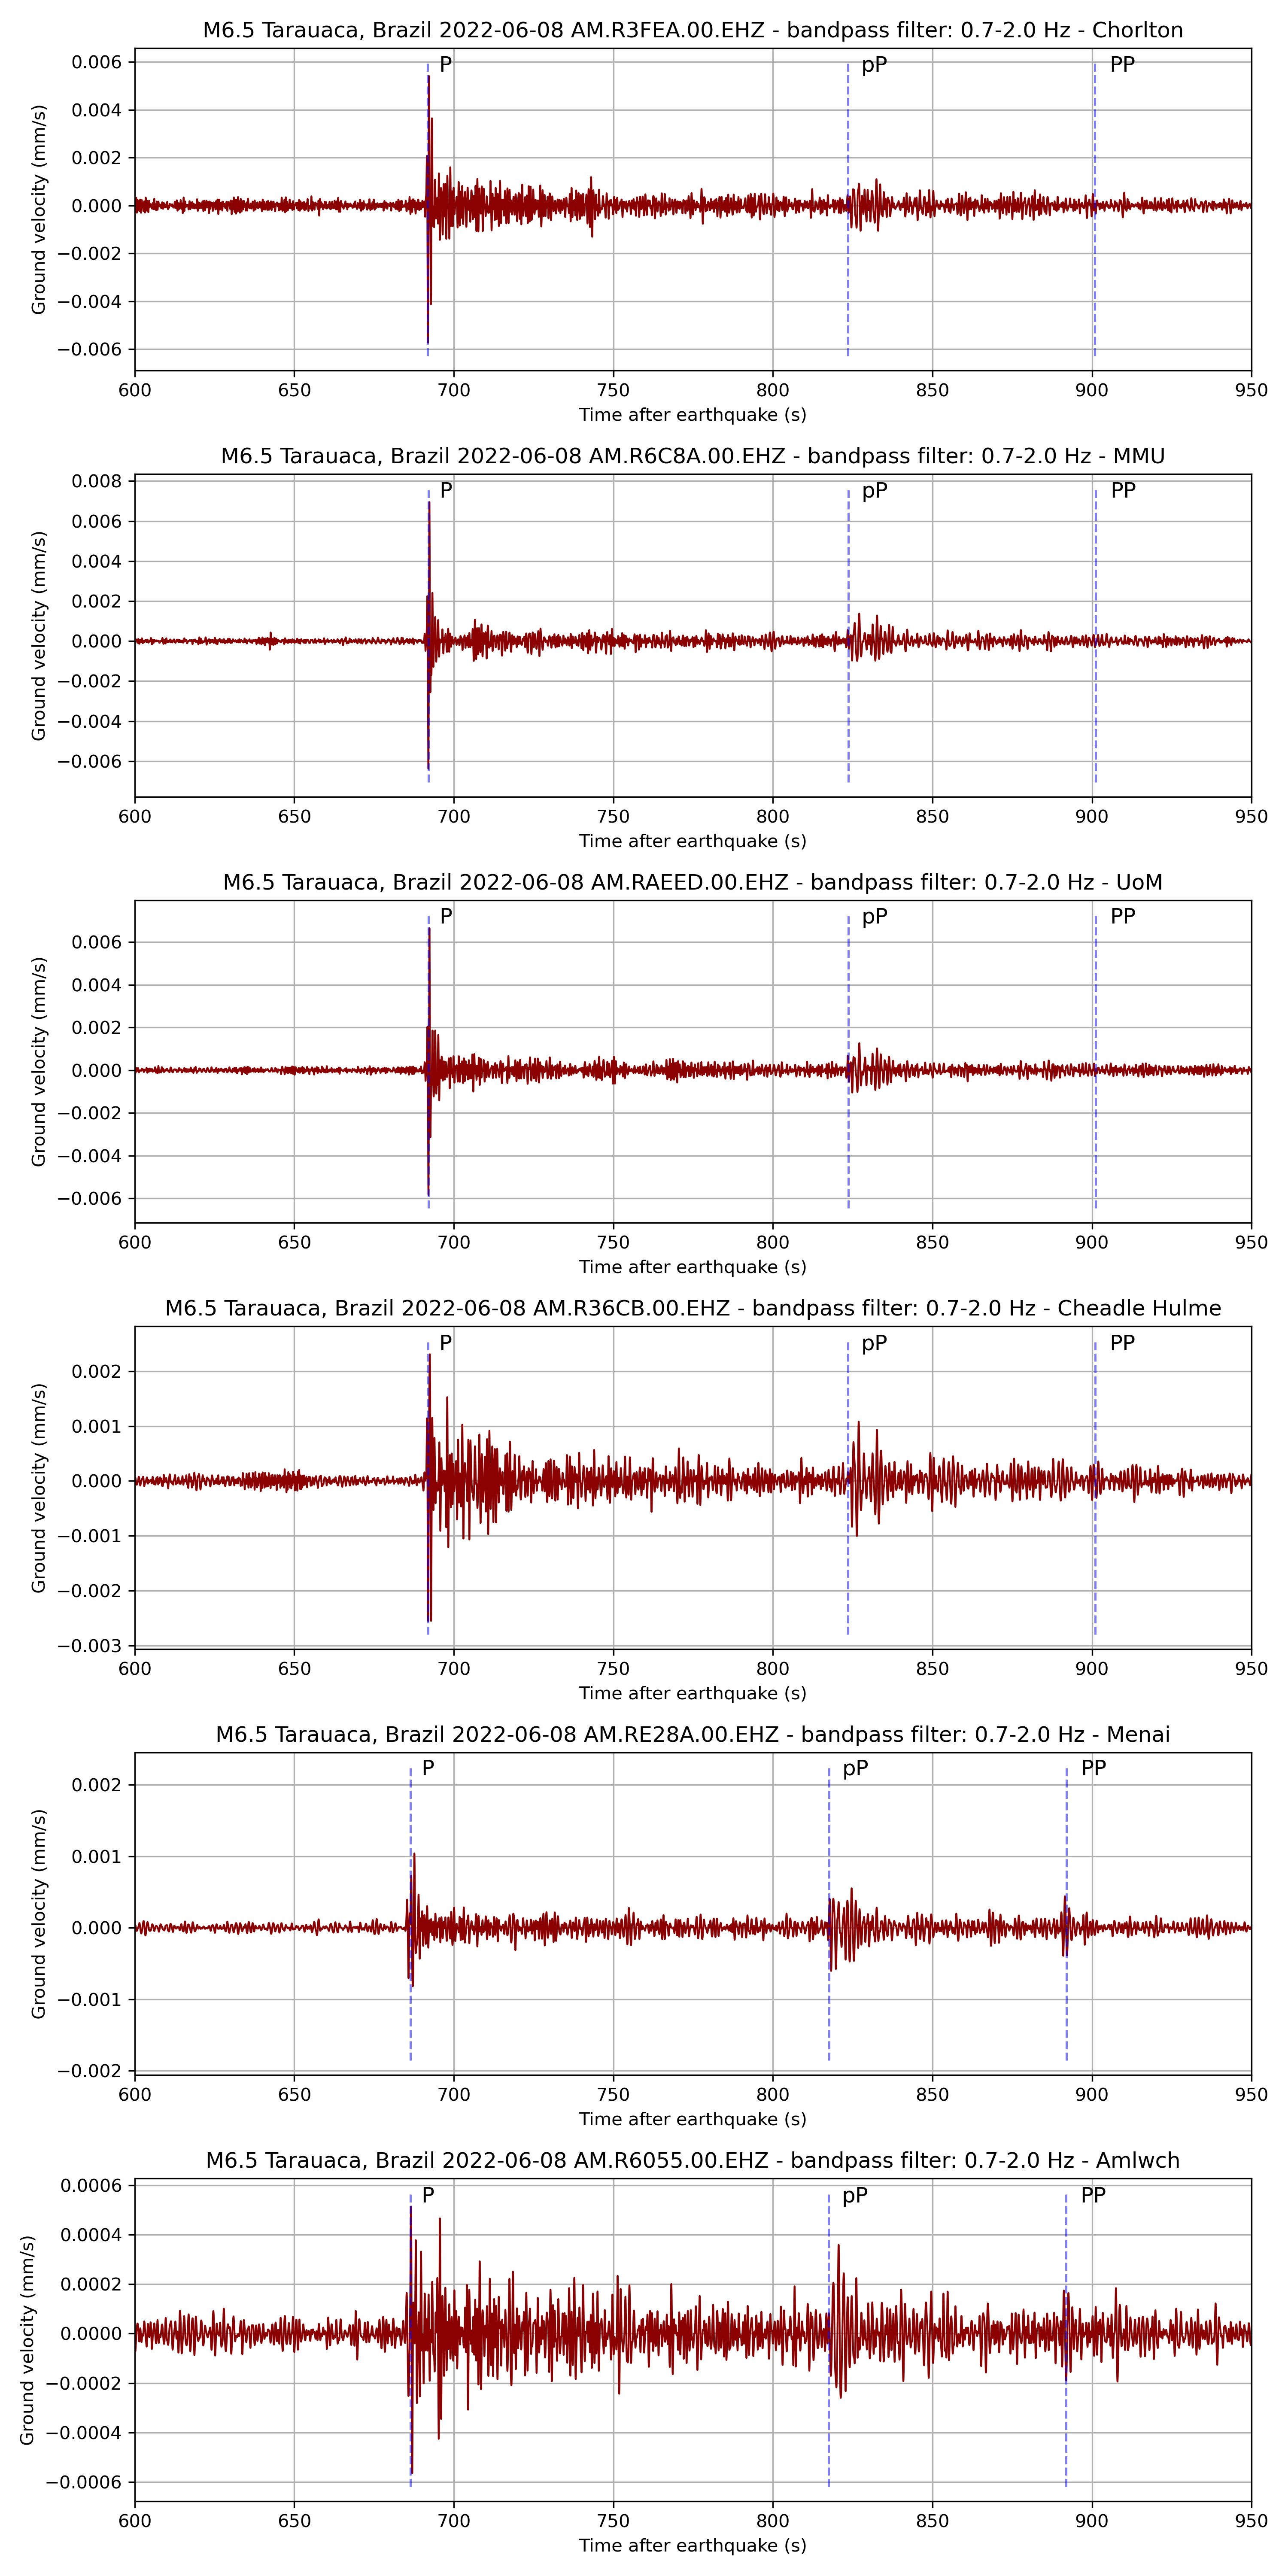 M6.5 Tarauaca, Brazil 2022-06-08 AM.R3FEA.00.EHZ - bandpass filter: 0.7-2.0 Hz - Chorlton
P pP PP
0.006
0.004
0.002
0.000
−0.002
−0.004
−0.006
Ground velocity (mm/s)
600 650 700 750 800 850 900 950
Time after earthquake (s)
M6.5 Tarauaca, Brazil 2022-06-08 AM.R6C8A.00.EHZ - bandpass filter: 0.7-2.0 Hz - MMU
P pP PP
0.008
0.006
0.004
0.002
0.000
−0.002
−0.004
−0.006
Ground velocity (mm/s)
600 650 700 750 800 850 900 950
Time after earthquake (s)
M6.5 Tarauaca, Brazil 2022-06-08 AM.RAEED.00.EHZ - bandpass filter: 0.7-2.0 Hz - UoM
P pP PP
0.006
0.004
0.002
0.000
−0.002
−0.004
−0.006
Ground velocity (mm/s)
600 650 700 750 800 850 900 950
Time after earthquake (s)
M6.5 Tarauaca, Brazil 2022-06-08 AM.R36CB.00.EHZ - bandpass filter: 0.7-2.0 Hz - Cheadle Hulme
P pP PP
0.002
0.001
0.000
−0.001
−0.002
−0.003
Ground velocity (mm/s)
600 650 700 750 800 850 900 950
Time after earthquake (s)
M6.5 Tarauaca, Brazil 2022-06-08 AM.RE28A.00.EHZ - bandpass filter: 0.7-2.0 Hz - Menai
P pP PP
0.002
0.001
0.000
−0.001
−0.002
Ground velocity (mm/s)
600 650 700 750 800 850 900 950
Time after earthquake (s)
M6.5 Tarauaca, Brazil 2022-06-08 AM.R6055.00.EHZ - bandpass filter: 0.7-2.0 Hz - Amlwch
P pP PP
0.0006
0.0004
0.0002
0.0000
−0.0002
−0.0004
−0.0006
Ground velocity (mm/s)
600 650 700 750 800 850 900 950
Time after earthquake (s)